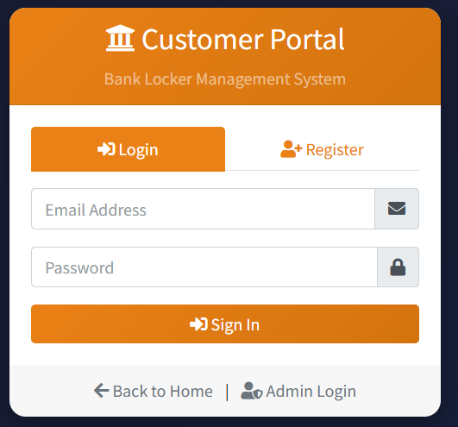 Customer Portal
Bank Locker Management System
Login Register
Email Address
Password
Sign In
Back to Home | Admin Login